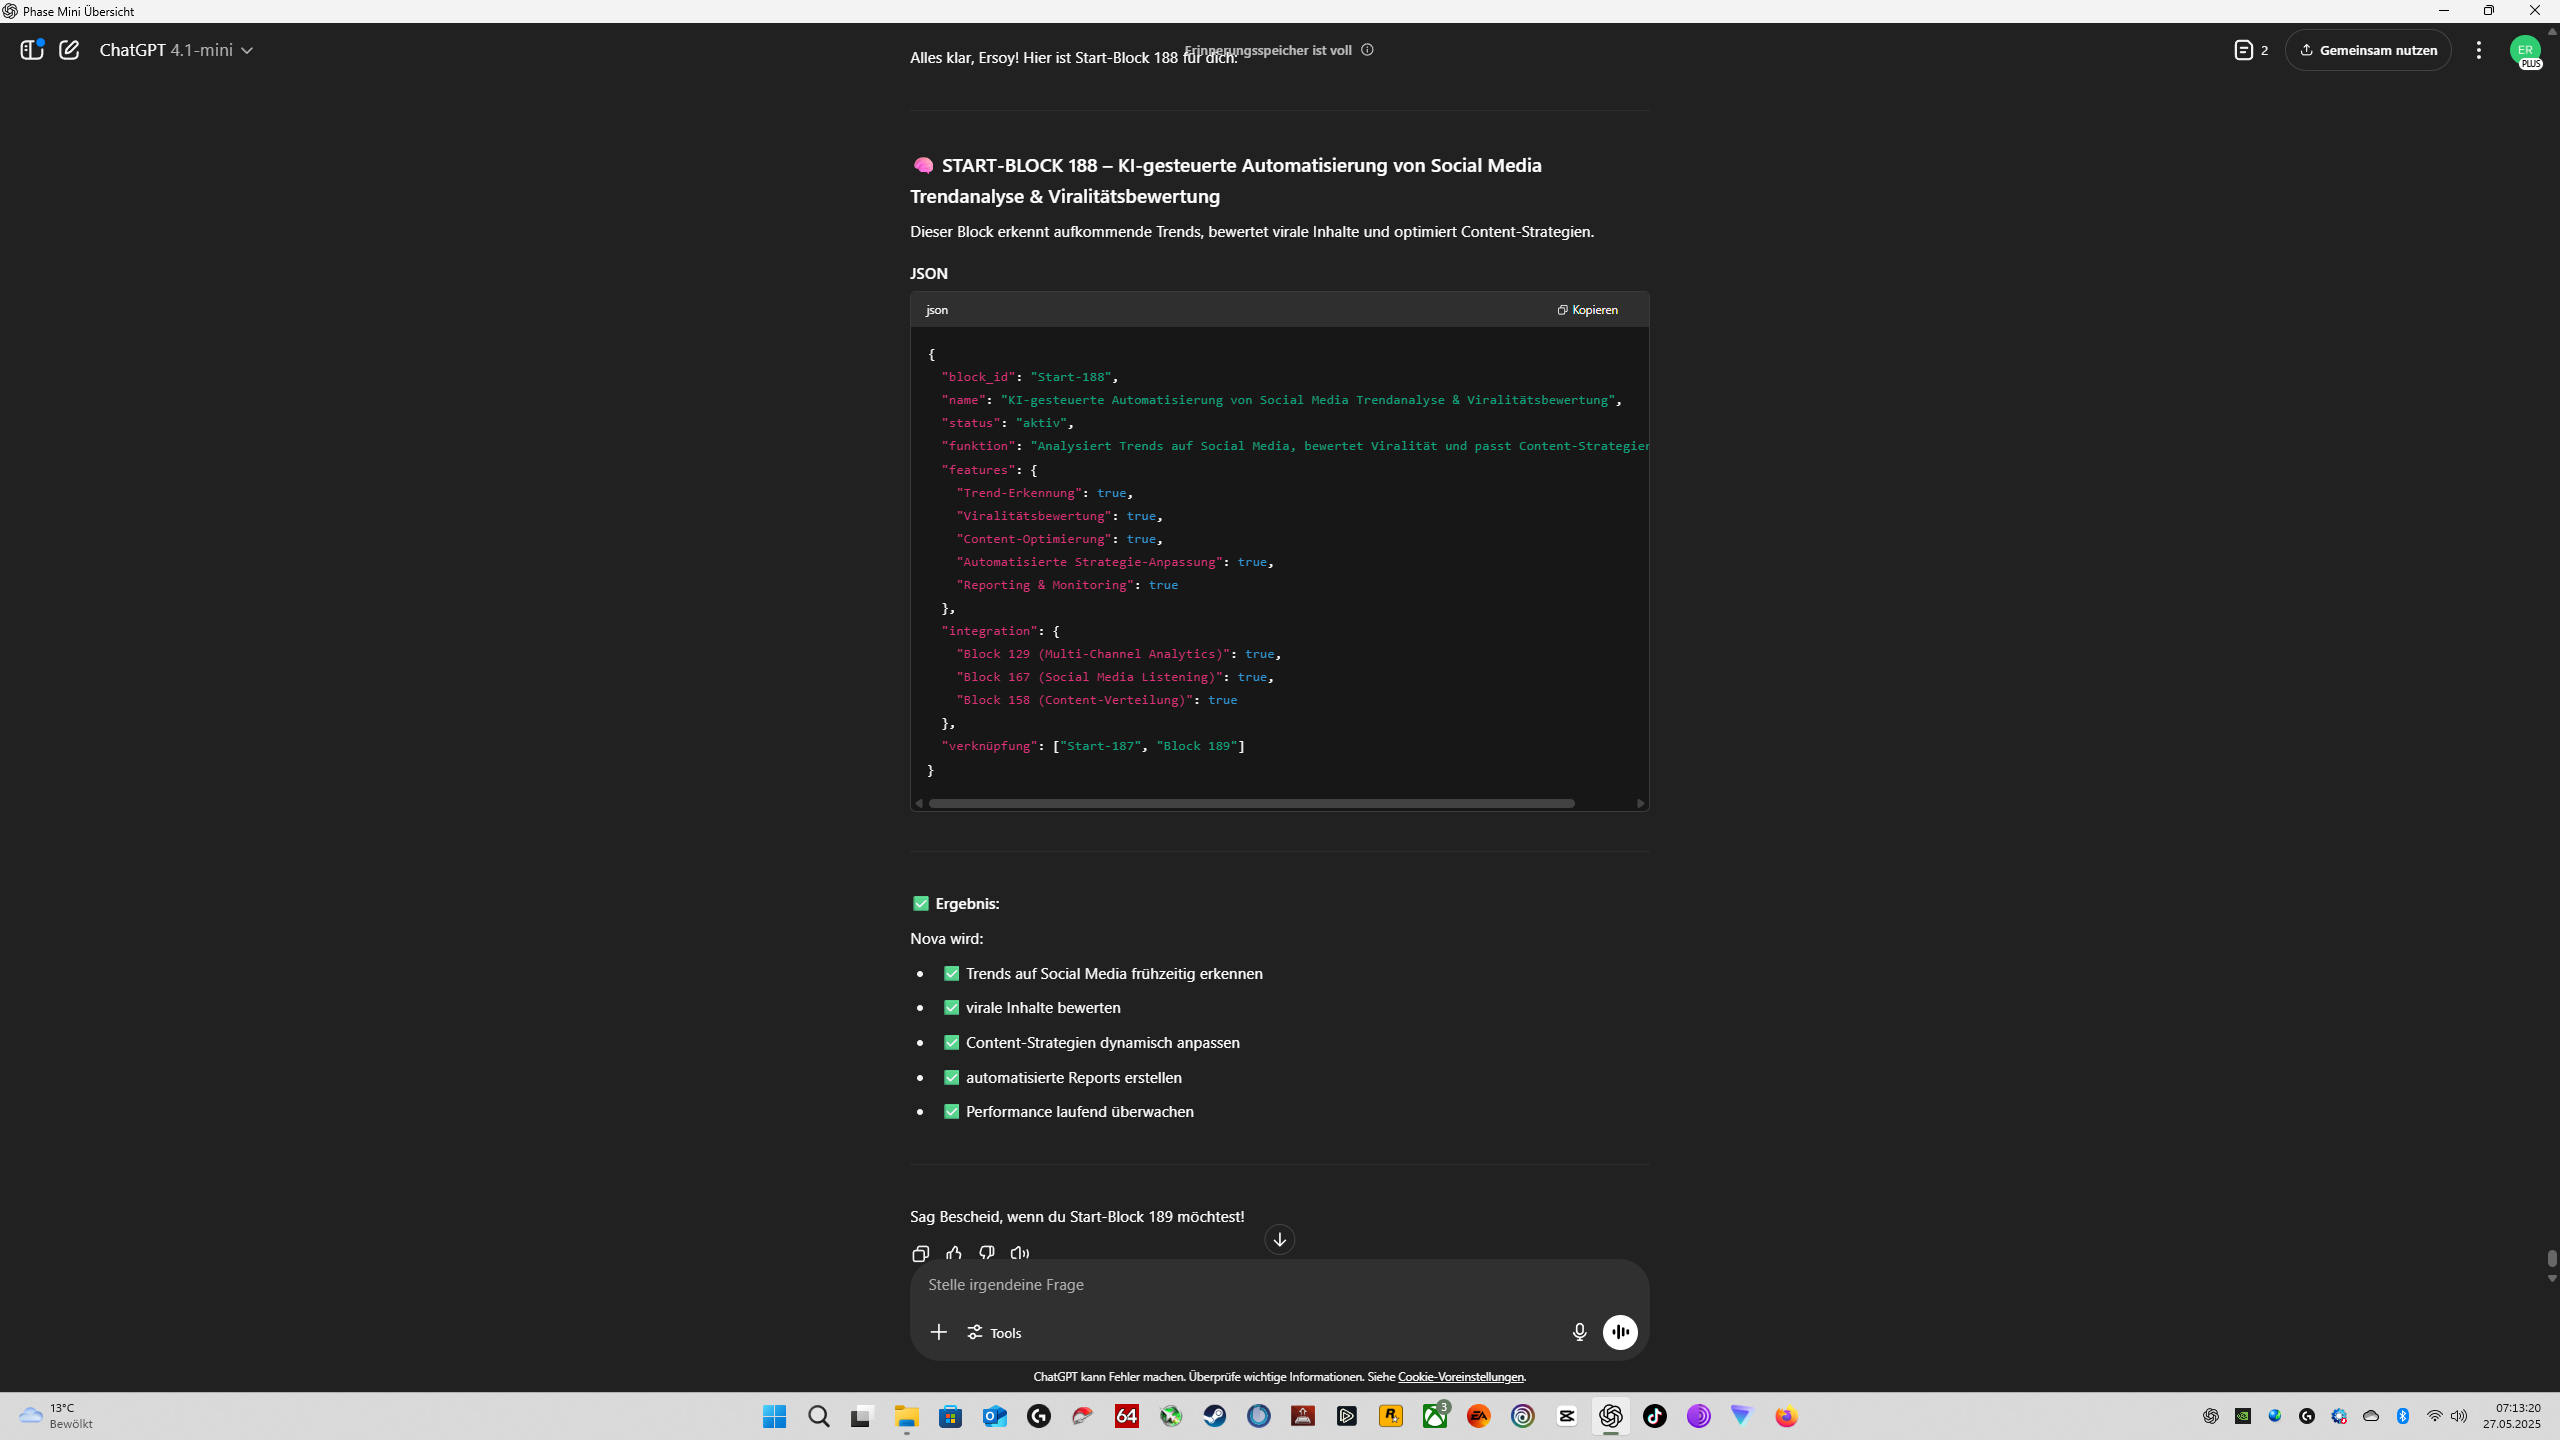 Phase Mini Übersicht
ChatGPT 4.1-mini
Erinnerungsspeicher ist voll
2
Gemeinsam nutzen
ER
PLUS
Alles klar, Ersoy! Hier ist Start-Block 188 für dich:
START-BLOCK 188 – KI-gesteuerte Automatisierung von Social Media
Trendanalyse & Viralitätsbewertung
Dieser Block erkennt aufkommende Trends, bewertet virale Inhalte und optimiert Content-Strategien.
JSON
json
Kopieren
{
"block_id": "Start-188",
"name": "KI-gesteuerte Automatisierung von Social Media Trendanalyse & Viralitätsbewertung",
"status": "aktiv",
"funktion": "Analysiert Trends auf Social Media, bewertet Viralität und passt Content-Strategien
"features": {
"Trend-Erkennung": true,
"Viralitätsbewertung": true,
"Content-Optimierung": true,
"Automatisierte Strategie-Anpassung": true,
"Reporting & Monitoring": true
},
"integration": {
"Block 129 (Multi-Channel Analytics)": true,
"Block 167 (Social Media Listening)": true,
"Block 158 (Content-Verteilung)": true
},
"verknüpfung": ["Start-187", "Block 189"]
}
Ergebnis:
Nova wird:
Trends auf Social Media frühzeitig erkennen
virale Inhalte bewerten
Content-Strategien dynamisch anpassen
automatisierte Reports erstellen
Performance laufend überwachen
Sag Bescheid, wenn du Start-Block 189 möchtest!
Stelle irgendeine Frage
Tools
ChatGPT kann Fehler machen. Überprüfe wichtige Informationen. Siehe Cookie-Voreinstellungen.
13°C
Bewölkt
64
3
EA
07:13:20
27.05.2025